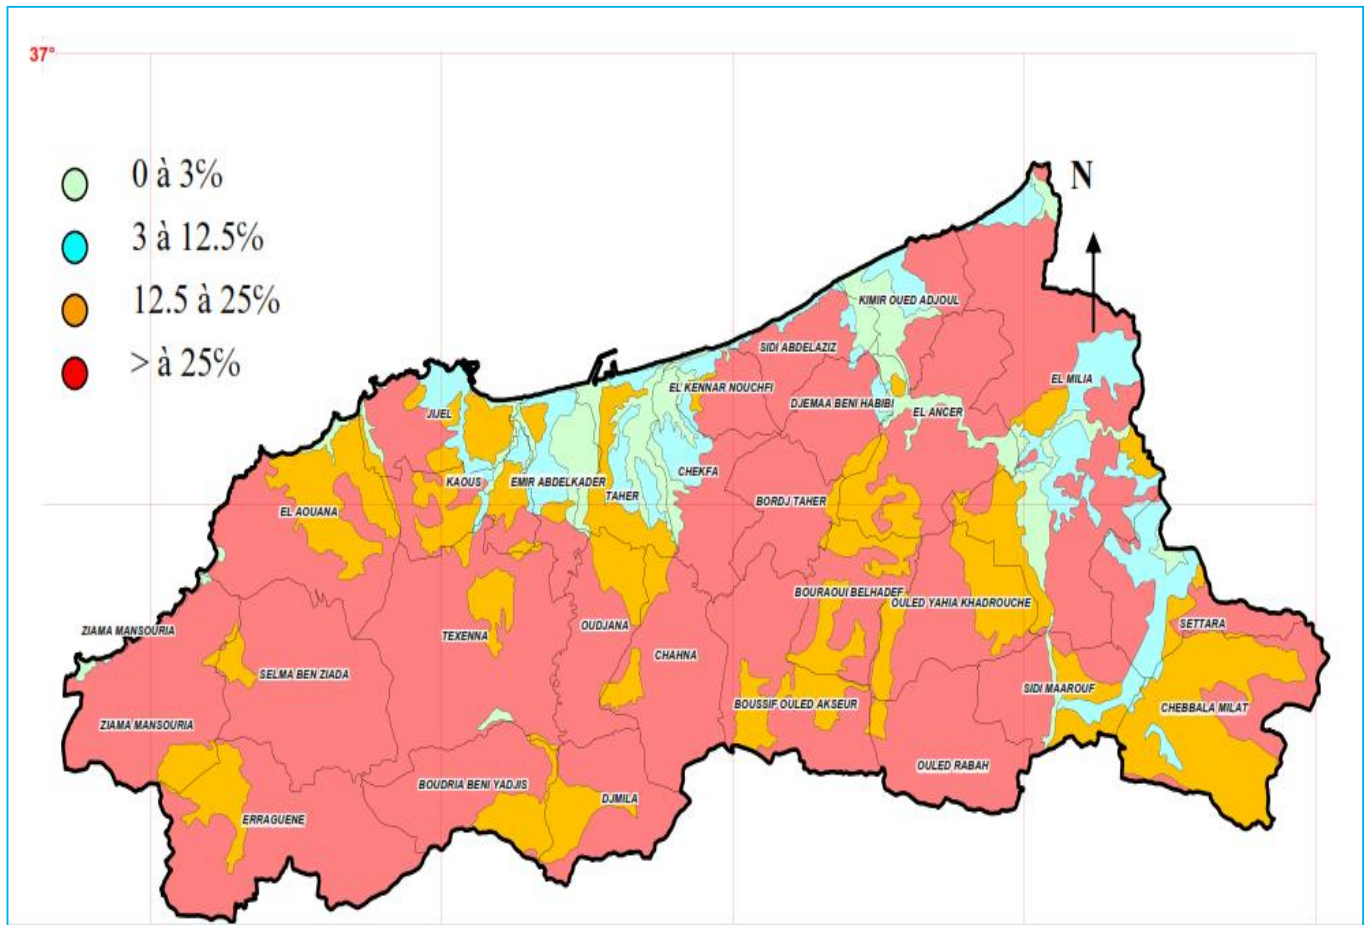 37°
0 à 3%
3 à 12.5%
12.5 à 25%
> à 25%
N
KIMIR OUED ADJOUL
SIDI ABDELAZIZ
EL KENNAR NOUCHFI
EL MILIA
DJEMAA BENI HABIBI
EL ANCER
JIJEL
KAOUS
EMIR ABDELKADER
TAHER
CHEKFA
BORDJ TAHER
EL AOUANA
BOURAOUI BELHADEF
OULED YAHIA KHADROUCHE
ZIAMA MANSOURIA
TEXENNA
OUDJANA
SETTARA
CHAHNA
SELMA BEN ZIADA
SIDI MAAROUF
BOUSSIF OULED AKSEUR
CHEBBALA MILAT
ZIAMA MANSOURIA
OULED RABAH
BOUDRIA BENI YADJIS
DJMILA
ERRAGUENE